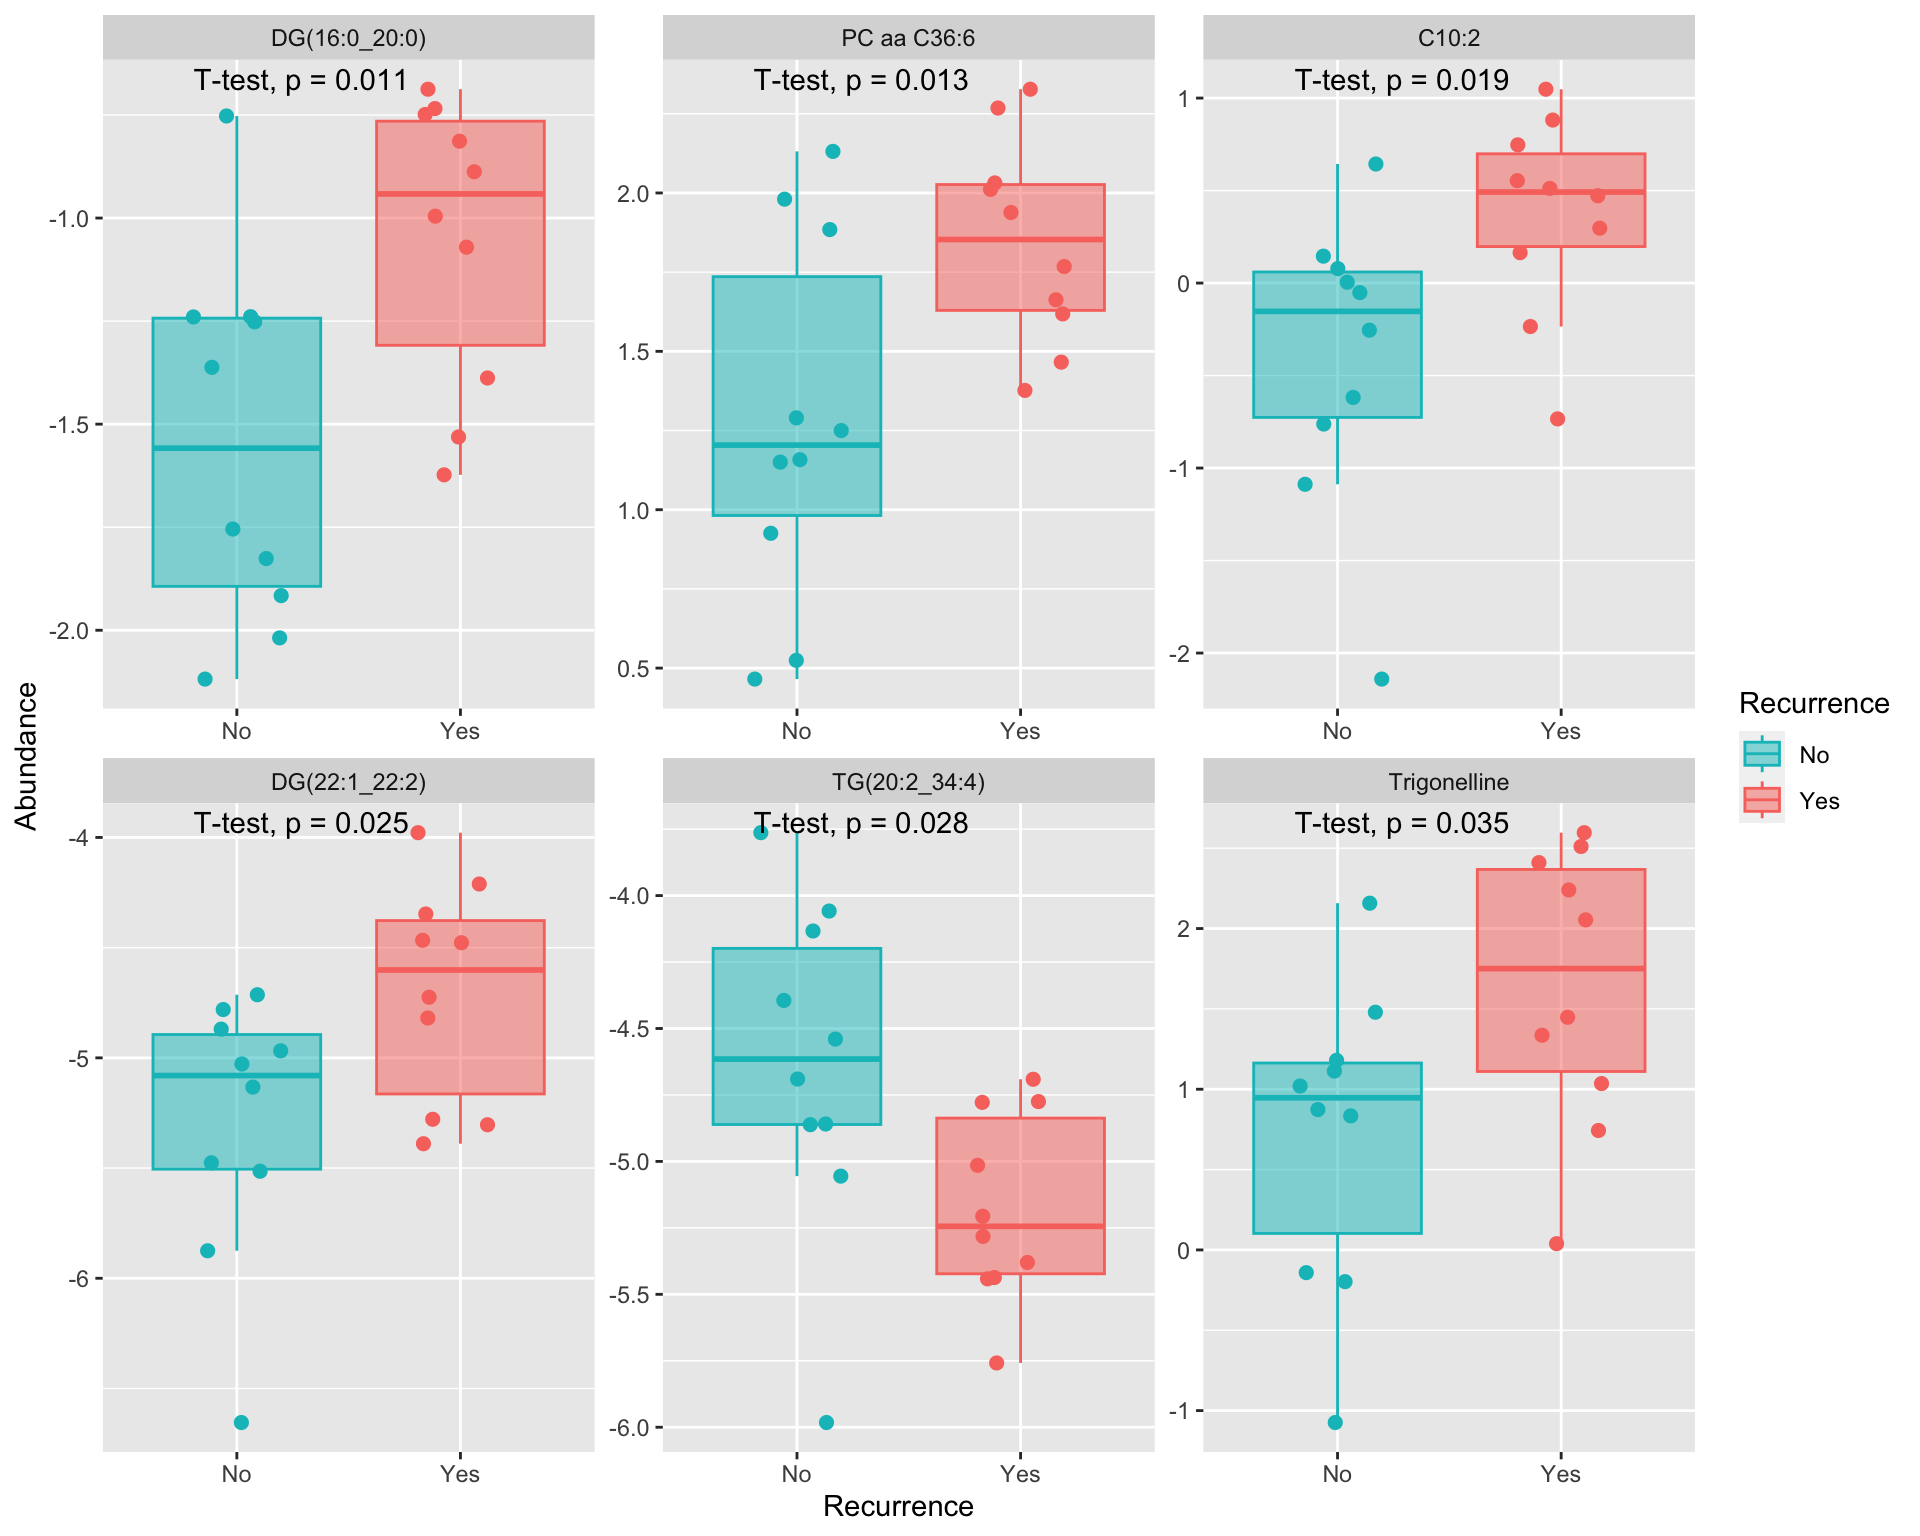 DG(16:0_20:0)
PC aa C36:6
C10:2
T-test, p = 0.011
T-test, p = 0.013
T-test, p = 0.019
-1.0
-1.5
-2.0
2.0
1.5
1.0
0.5
1
0
-1
-2
No
Yes
No
Yes
No
Yes
DG(22:1_22:2)
TG(20:2_34:4)
Trigonelline
T-test, p = 0.025
T-test, p = 0.028
T-test, p = 0.035
-4
-5
-6
-4.0
-4.5
-5.0
-5.5
-6.0
2
1
0
-1
No
Yes
No
Yes
No
Yes
Abundance
Recurrence
Recurrence
No
Yes